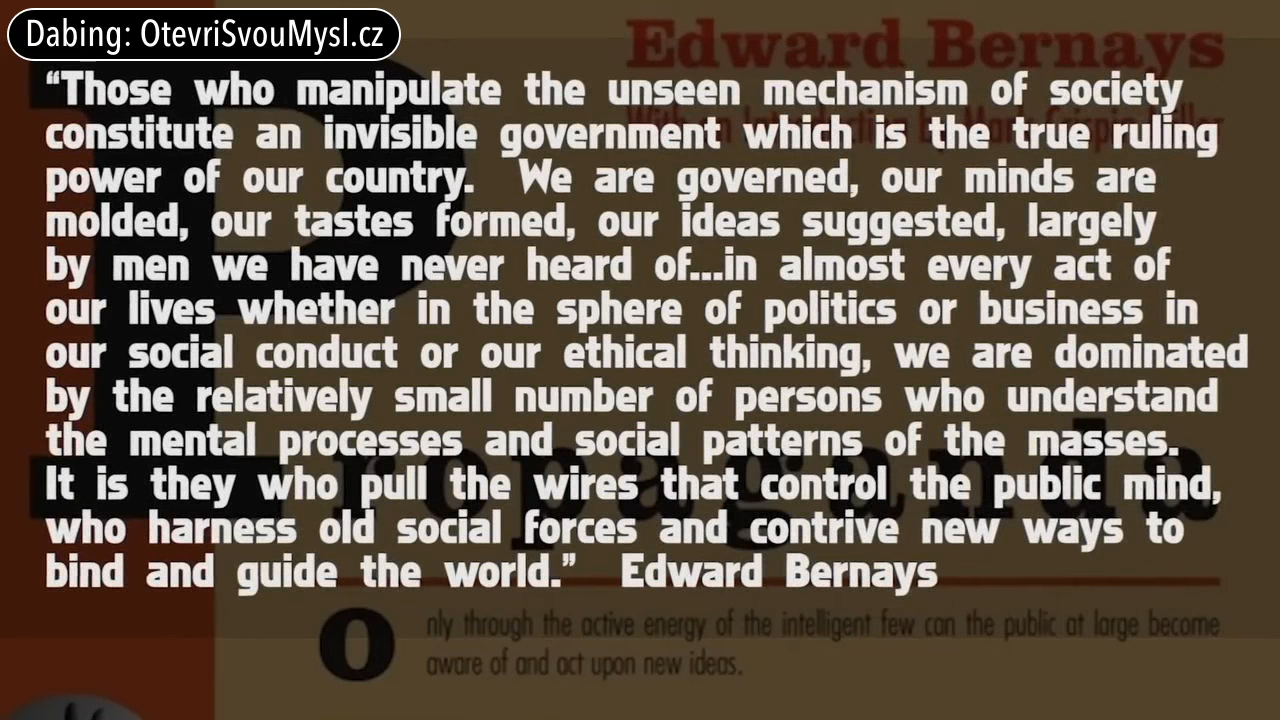 Dabing: OtevriSvouMysl.cz
Edward Bernays
“Those who manipulate the unseen mechanism of society
constitute an invisible government which is the true ruling
power of our country. We are governed, our minds are
molded, our tastes formed, our ideas suggested, largely
by men we have never heard of...in almost every act of
our lives whether in the sphere of politics or business in
our social conduct or our ethical thinking, we are dominated
by the relatively small number of persons who understand
the mental processes and social patterns of the masses.
It is they who pull the wires that control the public mind,
who harness old social forces and contrive new ways to
bind and guide the world.” Edward Bernays
Propaganda
Only through the active energy of the intelligent few can the public at large become
aware of and act upon new ideas.